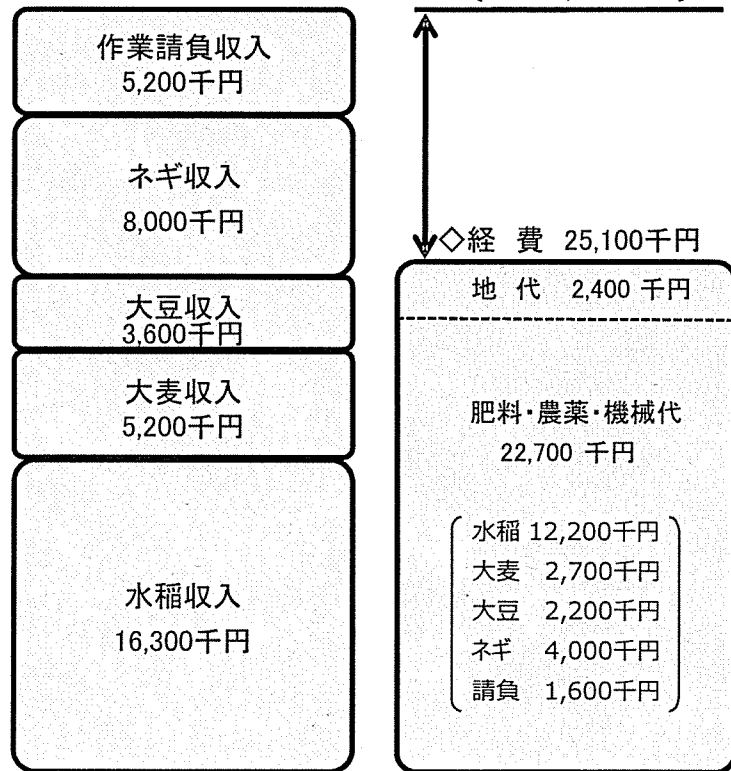 作業請負収入
5,200千円
ネギ収入
8,000千円
大豆収入
3,600千円
大麦収入
5,200千円
水稲収入
16,300千円
◇経 費 25,100千円
地 代 2,400 千円
肥料・農薬・機械代
22,700 千円
水稲 12,200千円
大麦 2,700千円
大豆 2,200千円
ネギ 4,000千円
請負 1,600千円